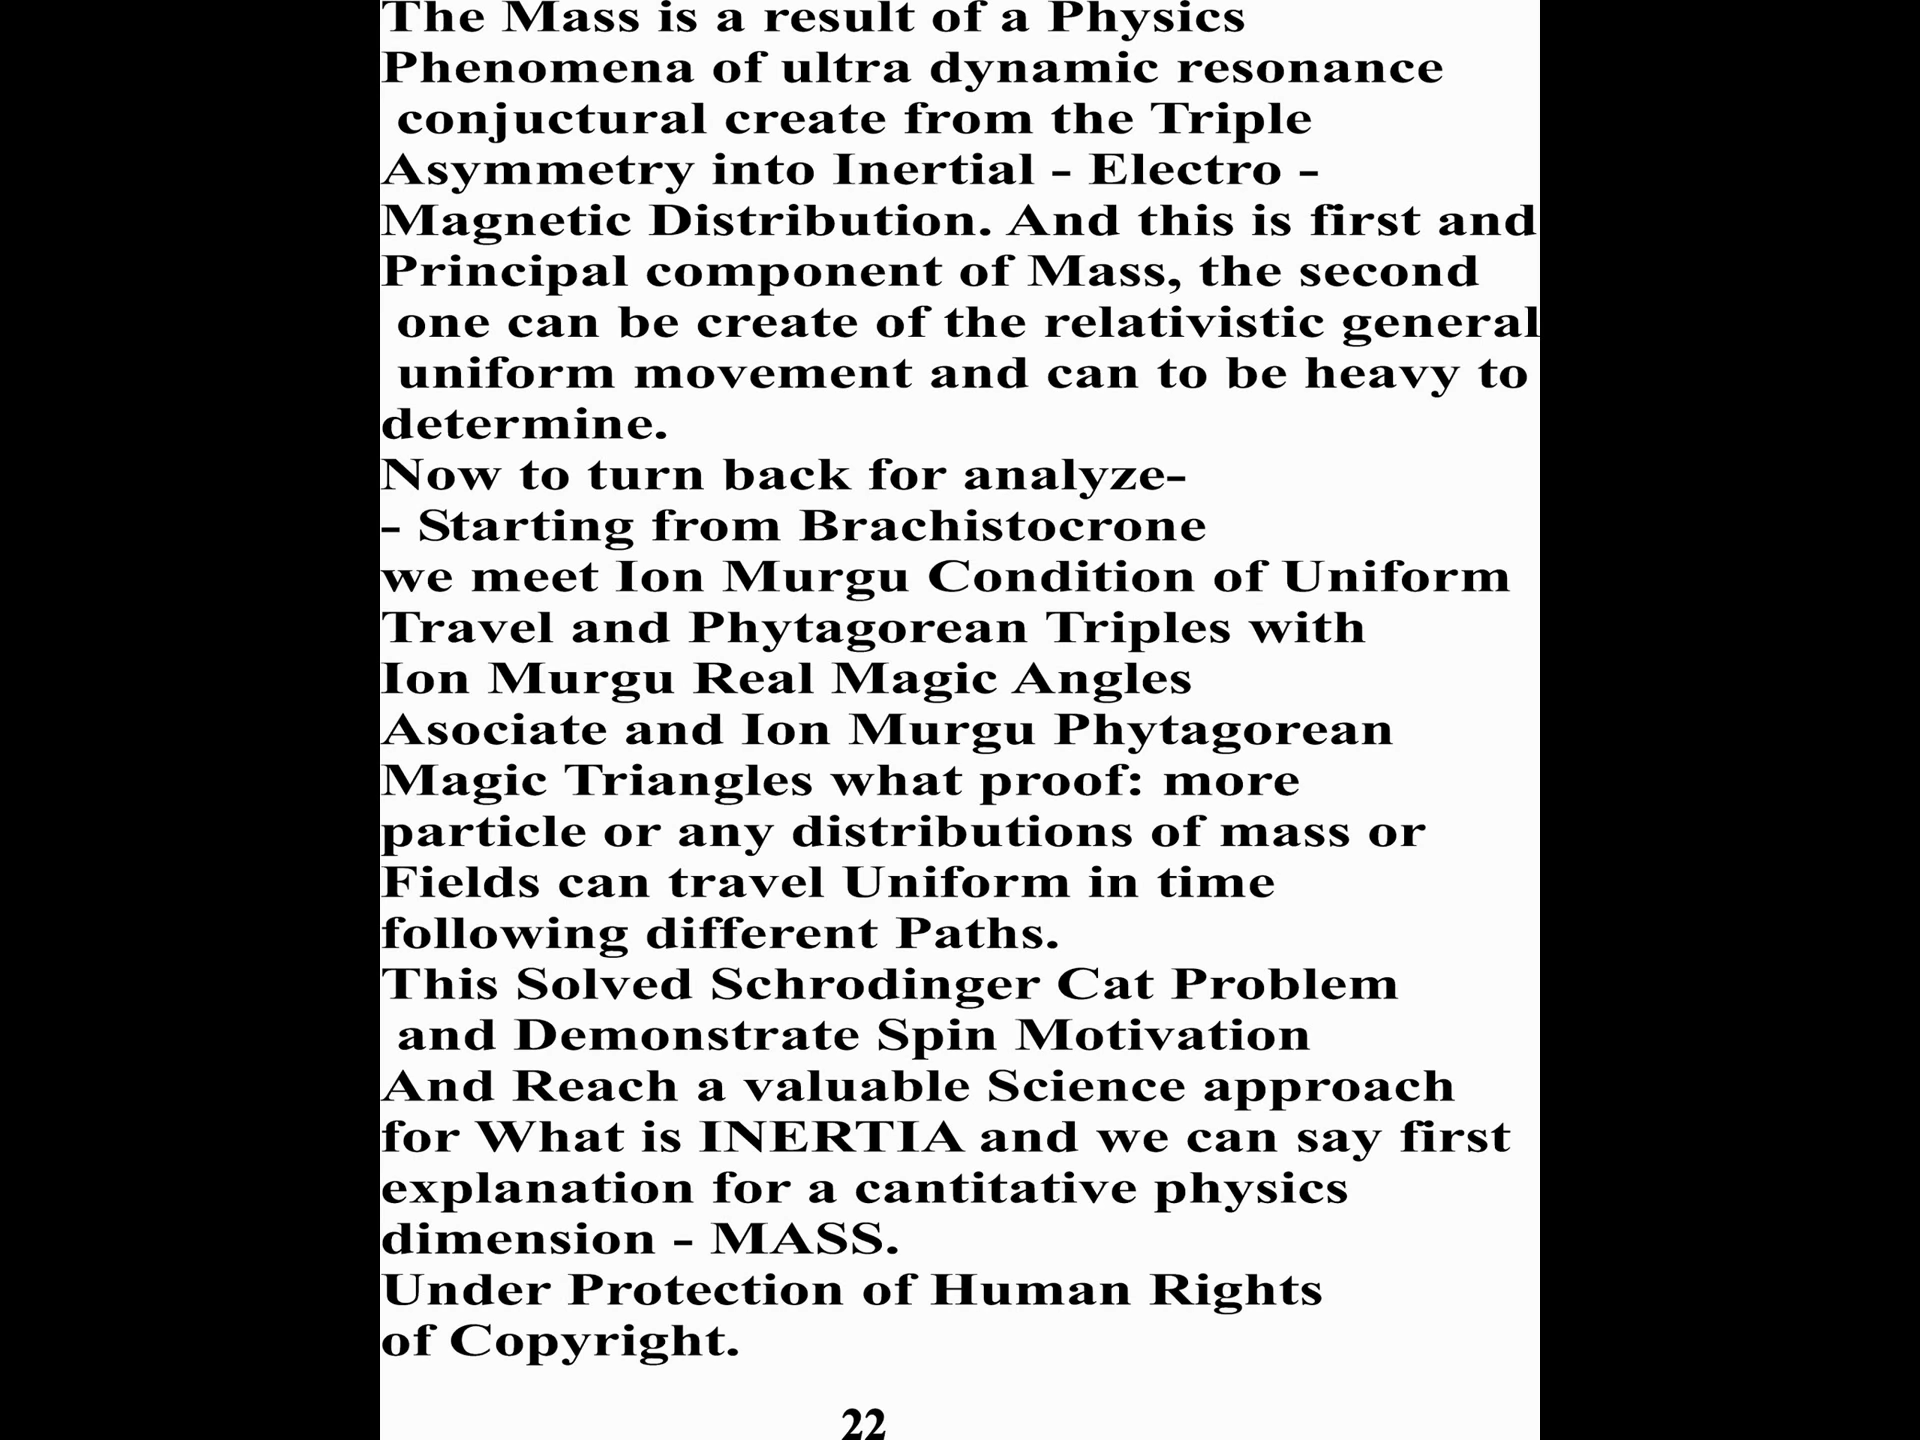 The Mass is a result of a Physics
Phenomena of ultra dynamic resonance
conjuctural create from the Triple
Asymmetry into Inertial - Electro -
Magnetic Distribution. And this is first and
Principal component of Mass, the second
one can be create of the relativistic general
uniform movement and can to be heavy to
determine.
Now to turn back for analyze-
- Starting from Brachistocrone
we meet Ion Murgu Condition of Uniform
Travel and Phytagorean Triples with
Ion Murgu Real Magic Angles
Asociate and Ion Murgu Phytagorean
Magic Triangles what proof: more
particle or any distributions of mass or
Fields can travel Uniform in time
following different Paths.
This Solved Schrodinger Cat Problem
and Demonstrate Spin Motivation
And Reach a valuable Science approach
for What is INERTIA and we can say first
explanation for a cantitative physics
dimension - MASS.
Under Protection of Human Rights
of Copyright.
22